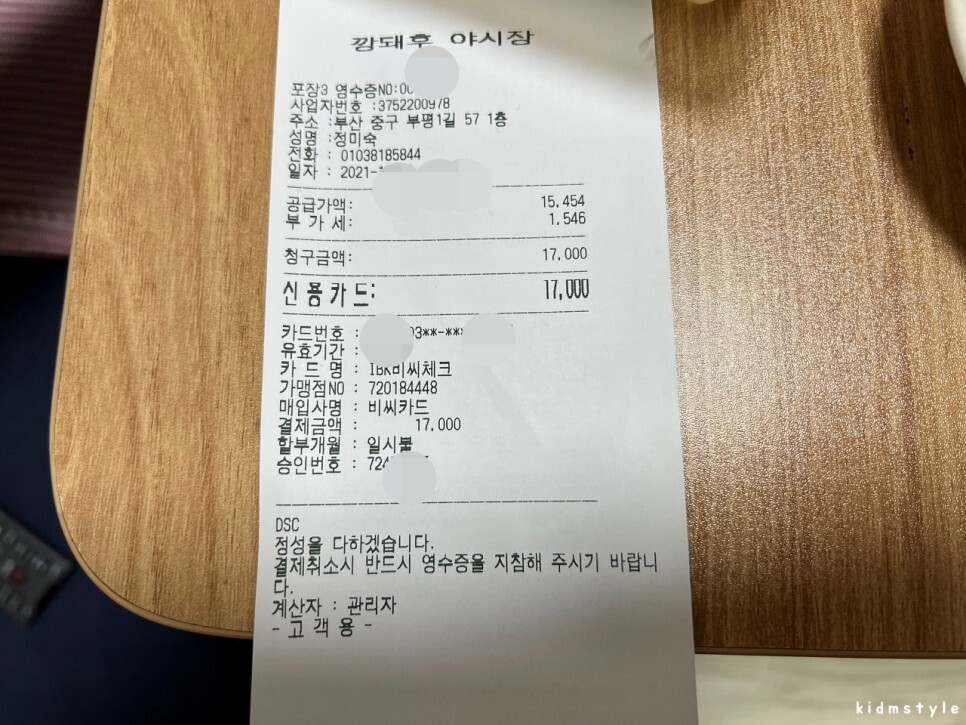 깡돼후 야시장
포장3 영수증NO:00
사업자번호 :3752200978
주소 :부산 중구 부평1길 57 1층
성명 :정미숙
전화 : 01038185844
일자 : 2021-
공급가액: 15,454
부 가 세: 1,546
청구금액: 17,000
신 용 카 드: 17,000
카드번호 : 03**-***
유효기간 :
카 드 명 : IBK비씨체크
가맹점NO : 720184448
매입사명 : 비씨카드
결제금액 : 17,000
할부개월 : 일시불
승인번호 : 724
DSC
정성을 다하겠습니다.
결제취소시 반드시 영수증을 지참해 주시기 바랍니
다.
계산자 : 관리자
- 고 객 용 -
kidmstyle